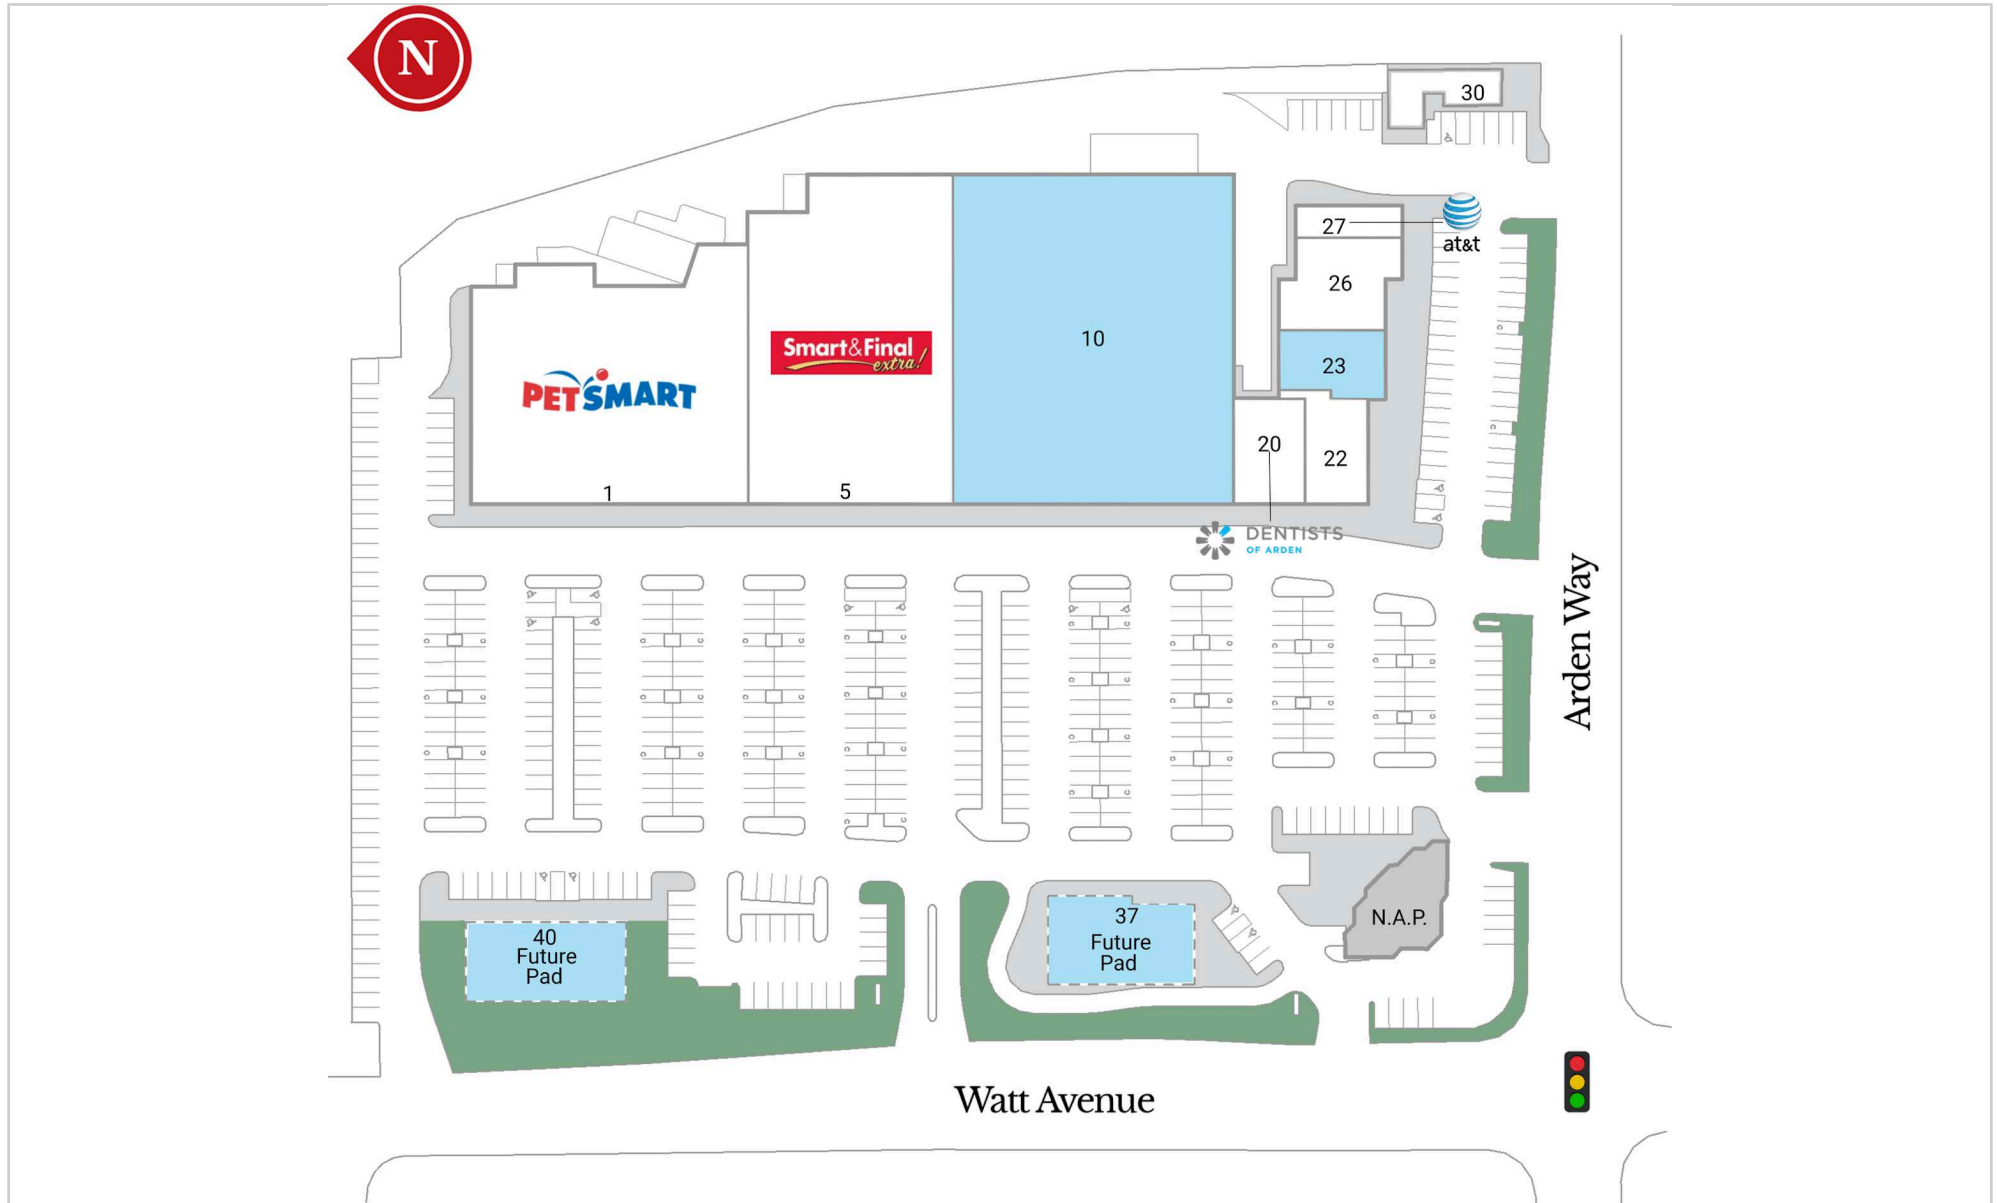 N
30
27
at&t
26
10
Smart&Final
extra!
23
PETSMART
20
22
1
5
DENTISTS
OF ARDEN
Arden Way
40
Future
Pad
37
Future
Pad
N.A.P.
Watt Avenue